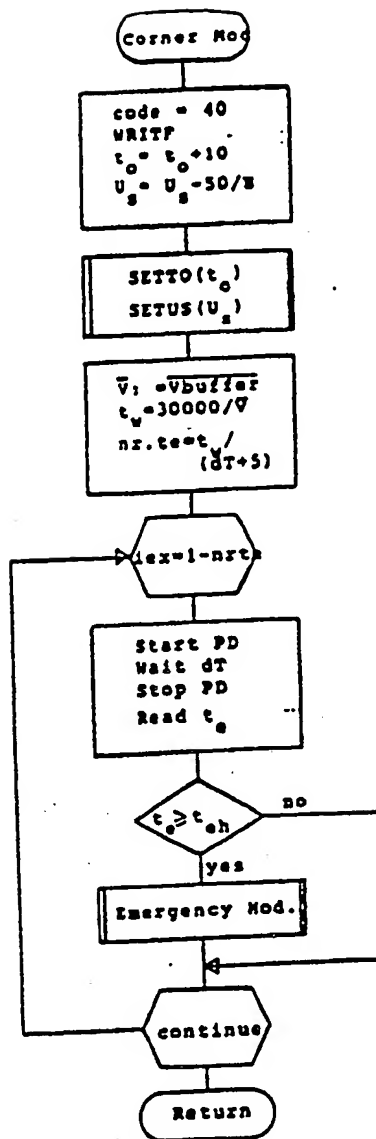 Corner Mod
code = 40
WRITF
t_o = t_o+10
U_s = U_s-50/E
SETTO(t_o)
SETUS(U_s)
V̄: =V̅b̅u̅f̅f̅e̅r̅
t_w=30000/V̄
nr.te=t_w/
(dT+5)
iex=1-nrte
Start PD
Wait dT
Stop PD
Read t_e
t_e⩾t_eh
no
yes
Emergency Mod.
continue
Return